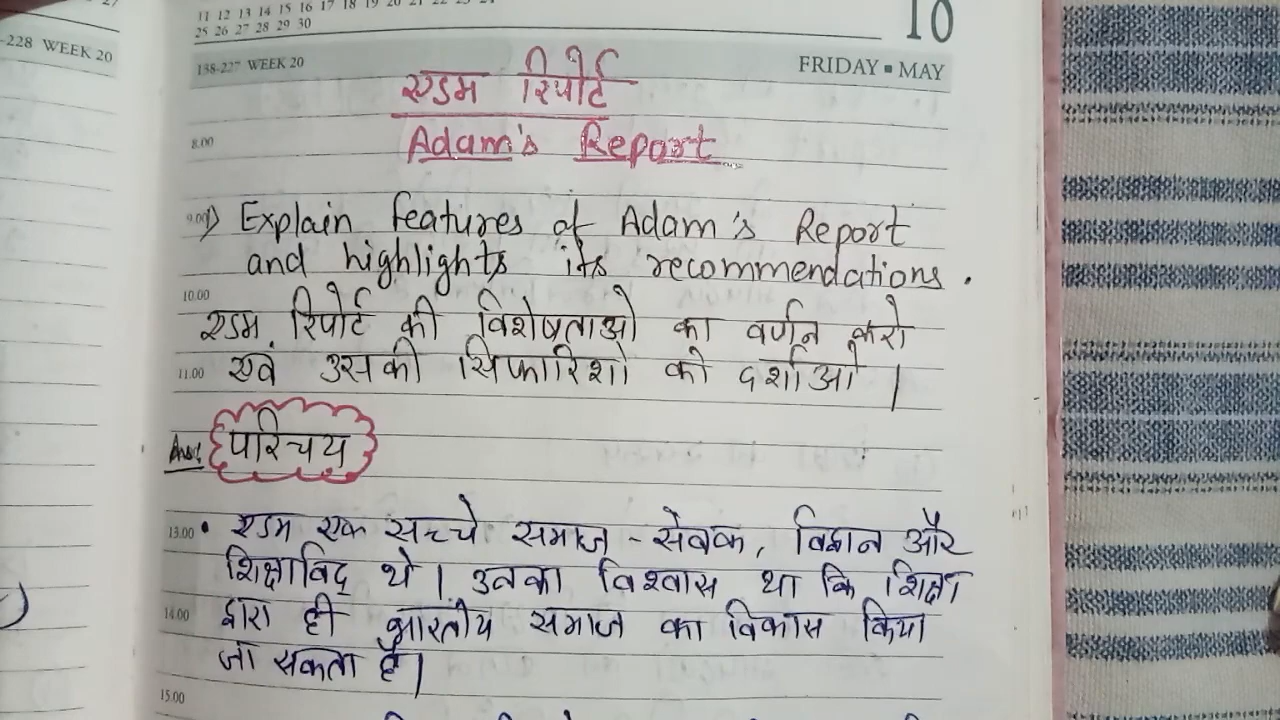 -228 WEEK 20
11 12 13 14 15 16 17 18 19 20 21 22 23 24
25 26 27 28 29 30
10
138-227 WEEK 20
FRIDAY ▪ MAY
एडम रिपोर्ट
8.00
Adam's Report
9.00
1) Explain features of Adam's Report
and highlights its recommendations.
10.00
एडम रिपोर्ट की विशेषताओ का वर्णन करो
11.00
एवं उसकी सिफारिशो को दर्शाओ।
Ans: परिचय
13.00
• एडम एक सच्चे समाज - सेवक, विद्वान और
शिक्षाविद् थे। उनका विश्वास था कि शिक्षा
14.00
द्वारा ही भारतीय समाज का विकास किया
जा सकता है।
15.00